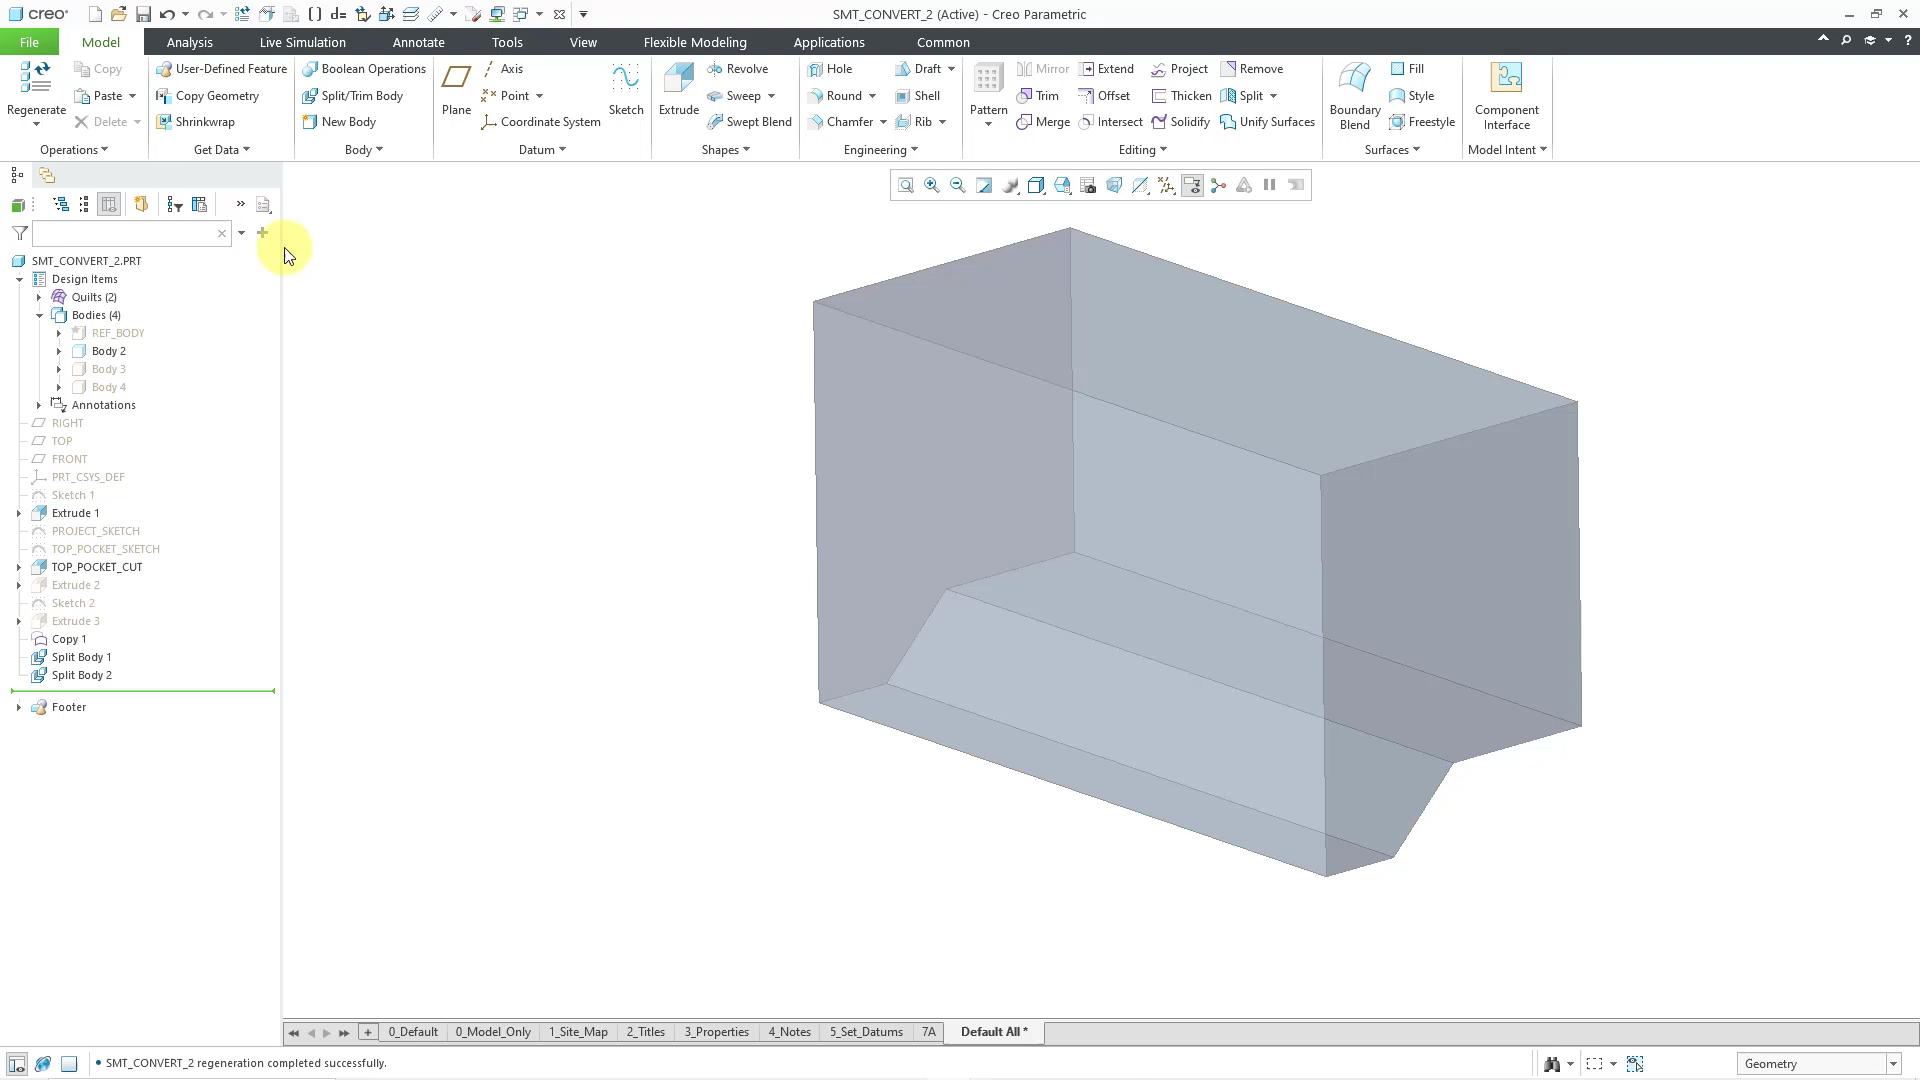 creo
SMT_CONVERT_2 (Active) - Creo Parametric
File Model Analysis Live Simulation Annotate Tools View Flexible Modeling Applications Common
Regenerate
Copy
Paste
Delete
Operations
User-Defined Feature
Copy Geometry
Shrinkwrap
Get Data
Boolean Operations
Split/Trim Body
New Body
Body
Plane
Axis
Point
Coordinate System
Sketch
Datum
Extrude
Revolve
Sweep
Swept Blend
Shapes
Hole
Round
Chamfer
Draft
Shell
Rib
Engineering
Pattern
Mirror
Trim
Merge
Extend
Offset
Intersect
Project
Thicken
Solidify
Remove
Split
Unify Surfaces
Editing
Boundary
Blend
Fill
Style
Freestyle
Surfaces
Component
Interface
Model Intent
SMT_CONVERT_2.PRT
Design Items
Quilts (2)
Bodies (4)
REF_BODY
Body 2
Body 3
Body 4
Annotations
RIGHT
TOP
FRONT
PRT_CSYS_DEF
Sketch 1
Extrude 1
PROJECT_SKETCH
TOP_POCKET_SKETCH
TOP_POCKET_CUT
Extrude 2
Sketch 2
Extrude 3
Copy 1
Split Body 1
Split Body 2
Footer
0_Default 0_Model_Only 1_Site_Map 2_Titles 3_Properties 4_Notes 5_Set_Datums 7A Default All *
• SMT_CONVERT_2 regeneration completed successfully.
Geometry